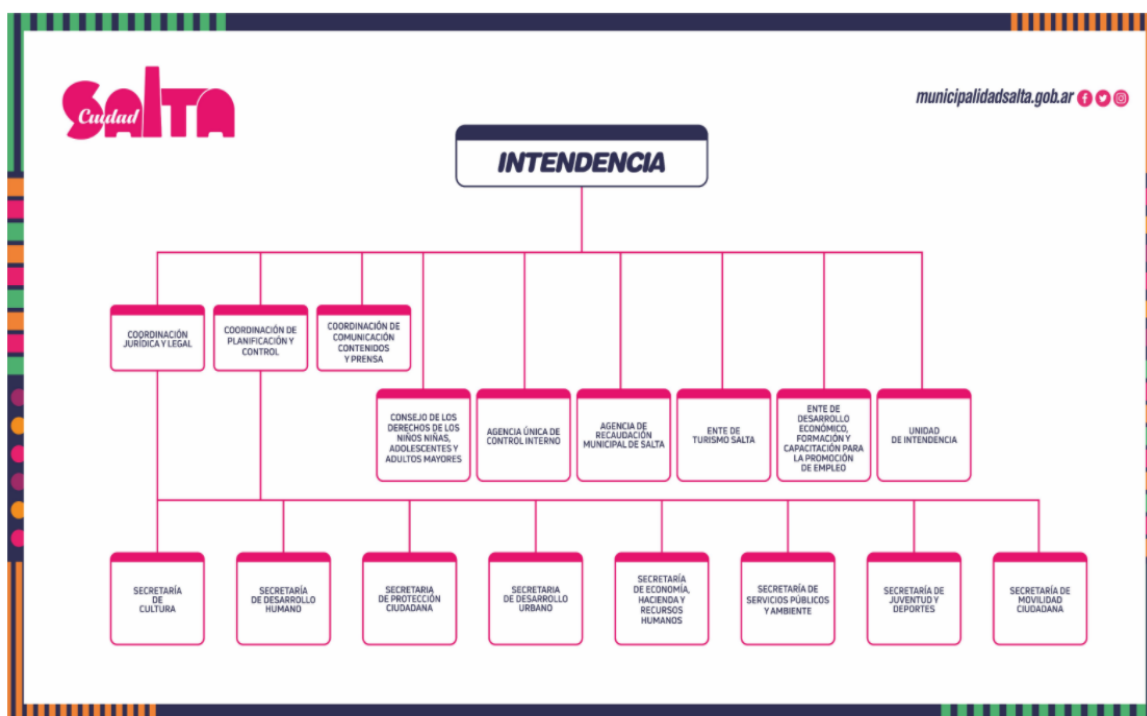 Ciudad
SALTA
municipalidadsalta.gob.ar
INTENDENCIA
COORDINACIÓN
JURÍDICA Y LEGAL
COORDINACIÓN DE
PLANIFICACIÓN Y
CONTROL
COORDINACIÓN DE
COMUNICACIÓN
CONTENIDOS
Y PRENSA
CONSEJO DE LOS
DERECHOS DE LOS
NIÑOS NIÑAS,
ADOLESCENTES Y
ADULTOS MAYORES
AGENCIA ÚNICA DE
CONTROL INTERNO
AGENCIA DE
RECAUDACIÓN
MUNICIPAL DE SALTA
ENTE DE
TURISMO SALTA
ENTE DE
DESARROLLO
ECONÓMICO,
FORMACIÓN Y
CAPACITACIÓN PARA
LA PROMOCIÓN
DE EMPLEO
UNIDAD
DE INTENDENCIA
SECRETARÍA
DE
CULTURA
SECRETARÍA
DE DESARROLLO
HUMANO
SECRETARIA
DE PROTECCIÓN
CIUDADANA
SECRETARIA
DE DESARROLLO
URBANO
SECRETARÍA
DE ECONOMÍA,
HACIENDA Y
RECURSOS
HUMANOS
SECRETARÍA DE
SERVICIOS PÚBLICOS
Y AMBIENTE
SECRETARÍA DE
JUVENTUD Y
DEPORTES
SECRETARÍA DE
MOVILIDAD
CIUDADANA